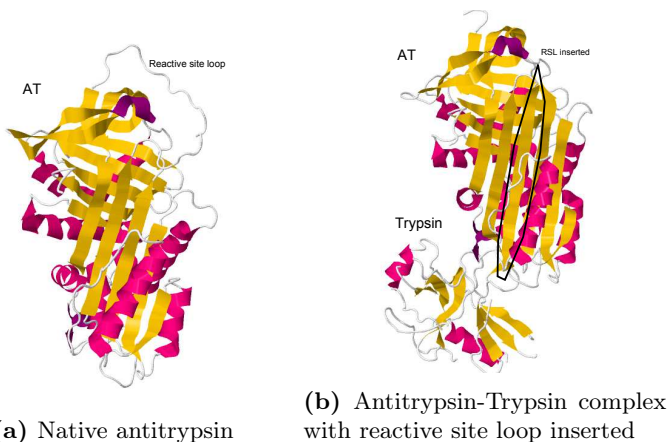 Reactive site loop
AT
RSL inserted
AT
Trypsin
a) Native antitrypsin
(b) Antitrypsin-Trypsin complex
with reactive site loop inserted